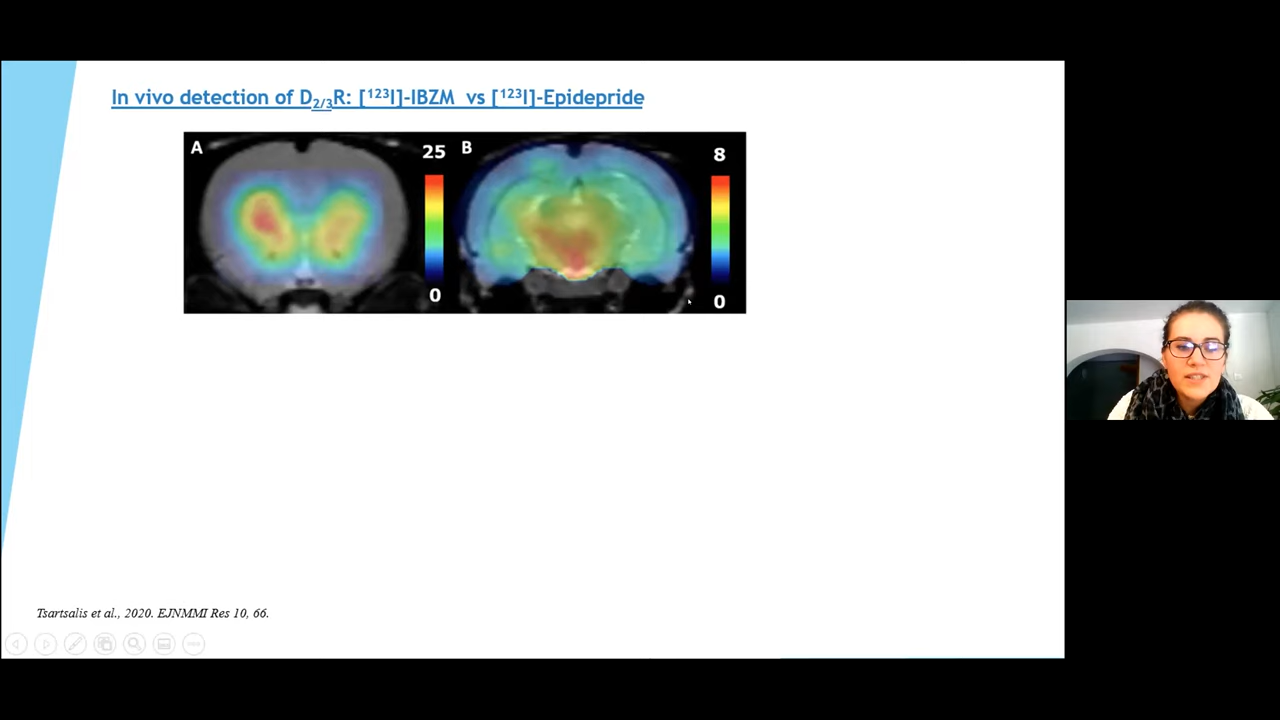 In vivo detection of D2/3R: [123I]-IBZM vs [123I]-Epidepride
A
25
0
B
8
0
Tsartsalis et al., 2020. EJNMMI Res 10, 66.